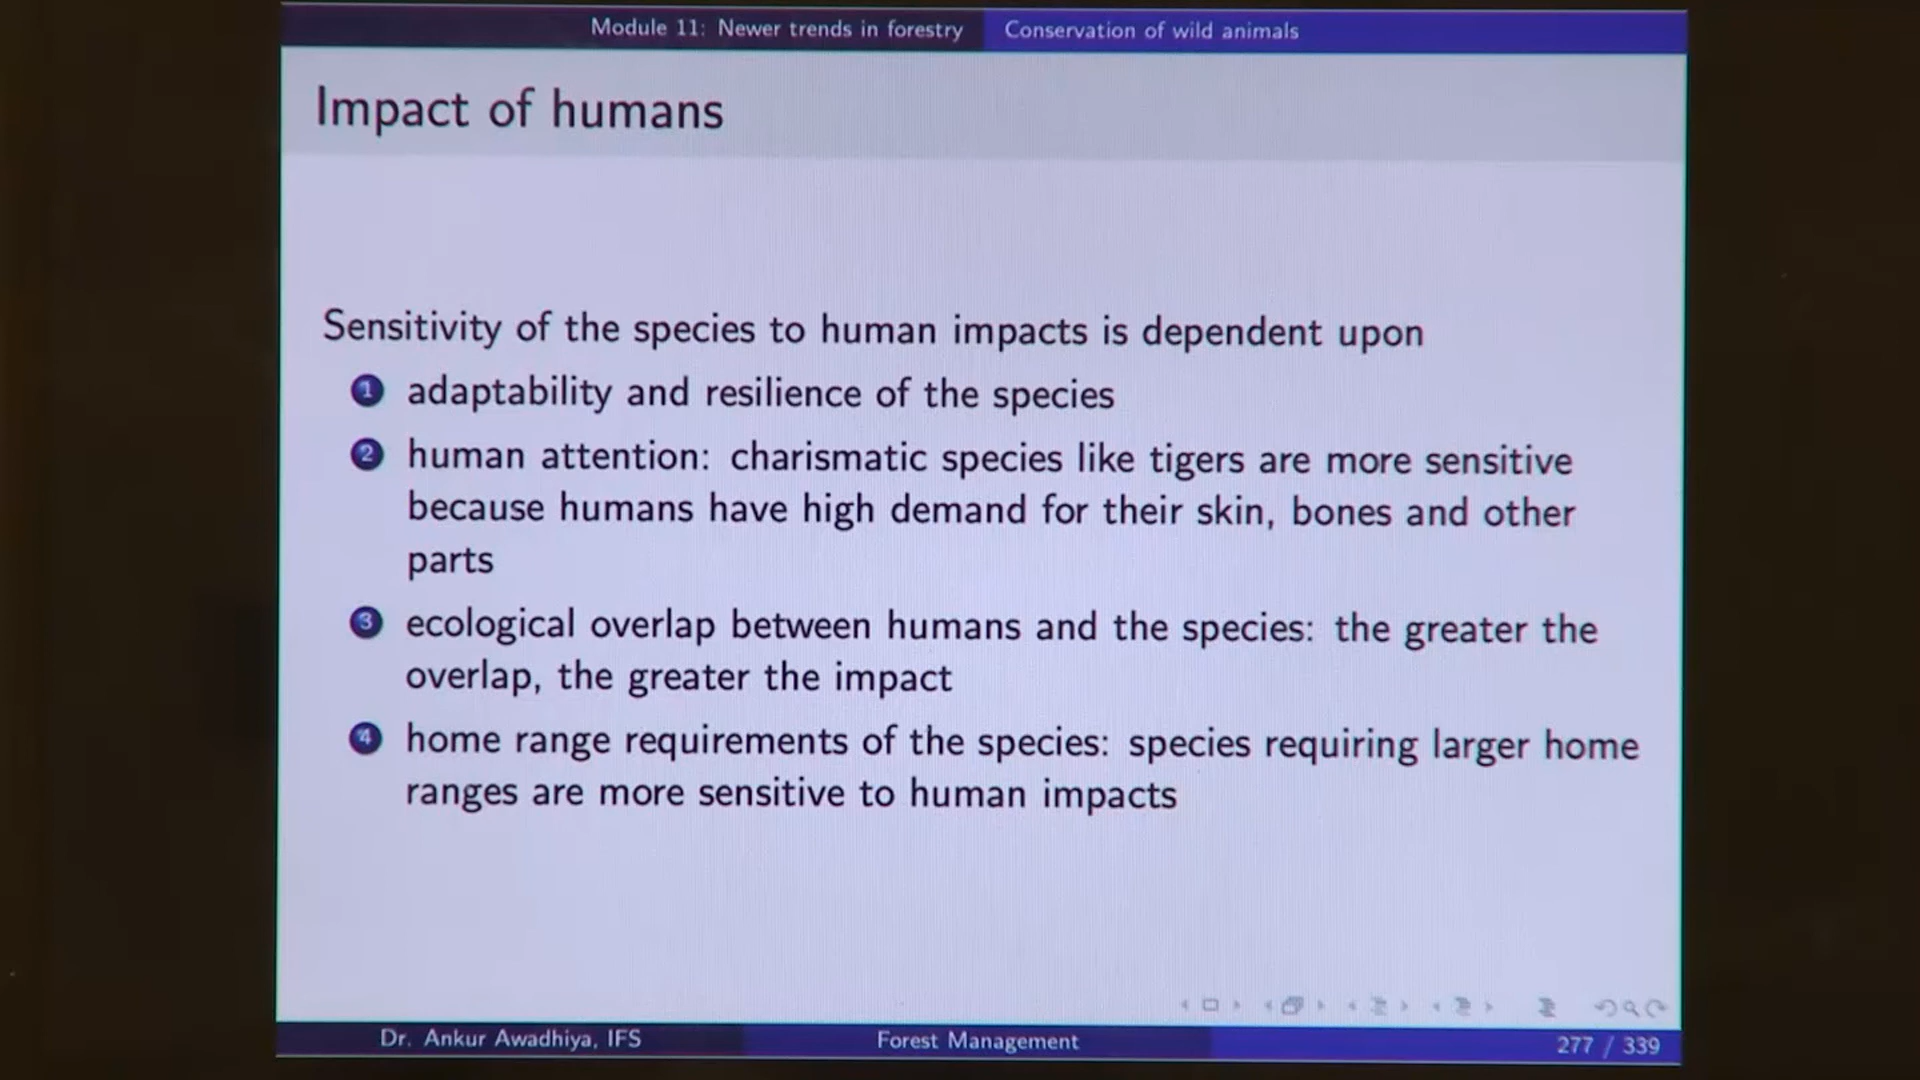 Module 11: Newer trends in forestry Conservation of wild animals
Impact of humans
Sensitivity of the species to human impacts is dependent upon
1 adaptability and resilience of the species
2 human attention: charismatic species like tigers are more sensitive
because humans have high demand for their skin, bones and other
parts
3 ecological overlap between humans and the species: the greater the
overlap, the greater the impact
4 home range requirements of the species: species requiring larger home
ranges are more sensitive to human impacts
Dr. Ankur Awadhiya, IFS Forest Management 277 / 339